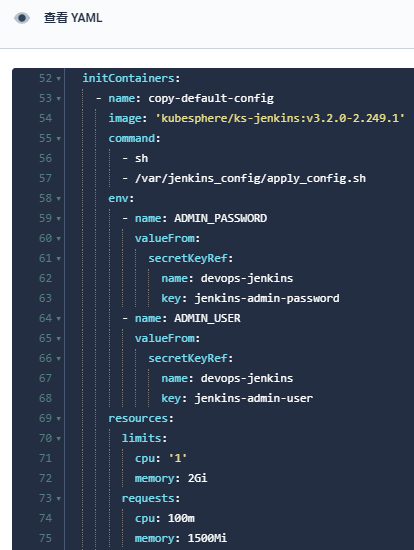 查看 YAML
52 initContainers:
53 - name: copy-default-config
54 image: 'kubesphere/ks-jenkins:v3.2.0-2.249.1'
55 command:
56 - sh
57 - /var/jenkins_config/apply_config.sh
58 env:
59 - name: ADMIN_PASSWORD
60 valueFrom:
61 secretKeyRef:
62 name: devops-jenkins
63 key: jenkins-admin-password
64 - name: ADMIN_USER
65 valueFrom:
66 secretKeyRef:
67 name: devops-jenkins
68 key: jenkins-admin-user
69 resources:
70 limits:
71 cpu: '1'
72 memory: 2Gi
73 requests:
74 cpu: 100m
75 memory: 1500Mi